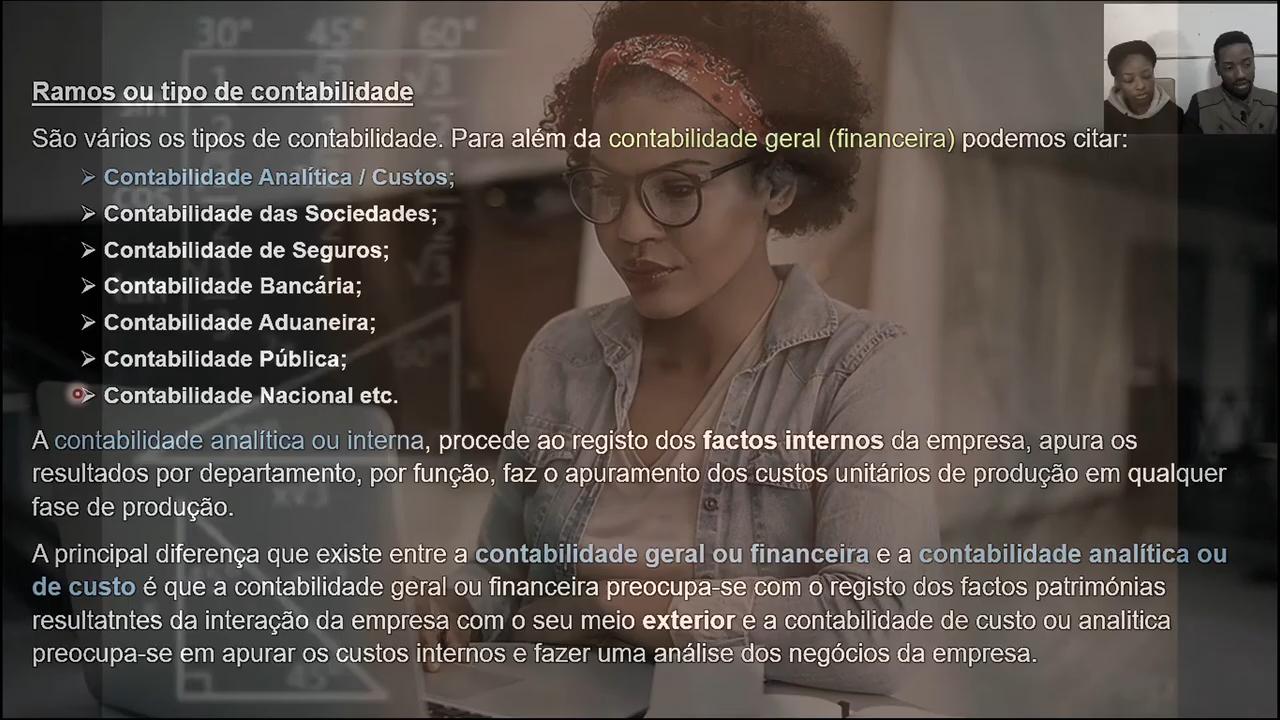 30° 45° 60°
Ramos ou tipo de contabilidade
São vários os tipos de contabilidade. Para além da contabilidade geral (financeira) podemos citar:
➢ Contabilidade Analítica / Custos;
➢ Contabilidade das Sociedades;
➢ Contabilidade de Seguros;
➢ Contabilidade Bancária;
➢ Contabilidade Aduaneira;
➢ Contabilidade Pública;
➢ Contabilidade Nacional etc.
A contabilidade analítica ou interna, procede ao registo dos factos internos da empresa, apura os
resultados por departamento, por função, faz o apuramento dos custos unitários de produção em qualquer
fase de produção.
A principal diferença que existe entre a contabilidade geral ou financeira e a contabilidade analítica ou
de custo é que a contabilidade geral ou financeira preocupa-se com o registo dos factos patrimónias
resultatntes da interação da empresa com o seu meio exterior e a contabilidade de custo ou analitica
preocupa-se em apurar os custos internos e fazer uma análise dos negócios da empresa.
45°